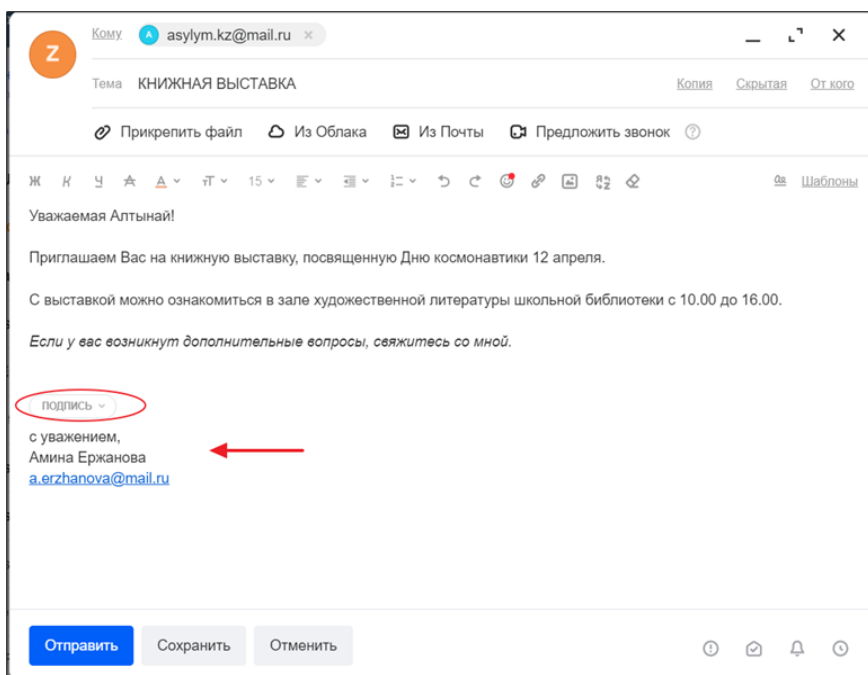 Z
Кому A asylym.kz@mail.ru ×
Тема КНИЖНАЯ ВЫСТАВКА Копия Скрытая От кого
Прикрепить файл Из Облака Из Почты Предложить звонок ?
Ж К Ч А А тТ 15
Шаблоны
Уважаемая Алтынай!
Приглашаем Вас на книжную выставку, посвященную Дню космонавтики 12 апреля.
С выставкой можно ознакомиться в зале художественной литературы школьной библиотеки с 10.00 до 16.00.
Если у вас возникнут дополнительные вопросы, свяжитесь со мной.
ПОДПИСЬ
с уважением,
Амина Ержанова
a.erzhanova@mail.ru
Отправить Сохранить Отменить